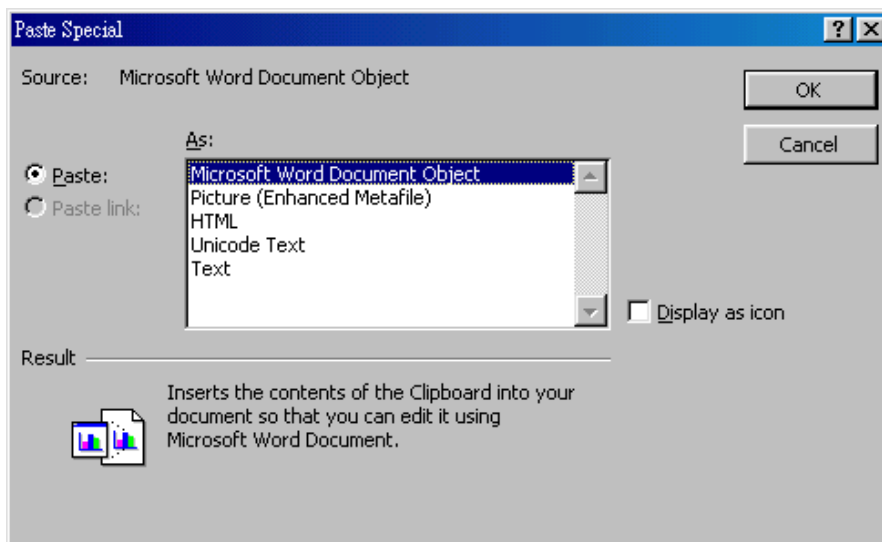 Paste Special
Source: Microsoft Word Document Object
OK
As:
Cancel
Paste:
Paste link:
Microsoft Word Document Object
Picture (Enhanced Metafile)
HTML
Unicode Text
Text
Display as icon
Result
Inserts the contents of the Clipboard into your
document so that you can edit it using
Microsoft Word Document.